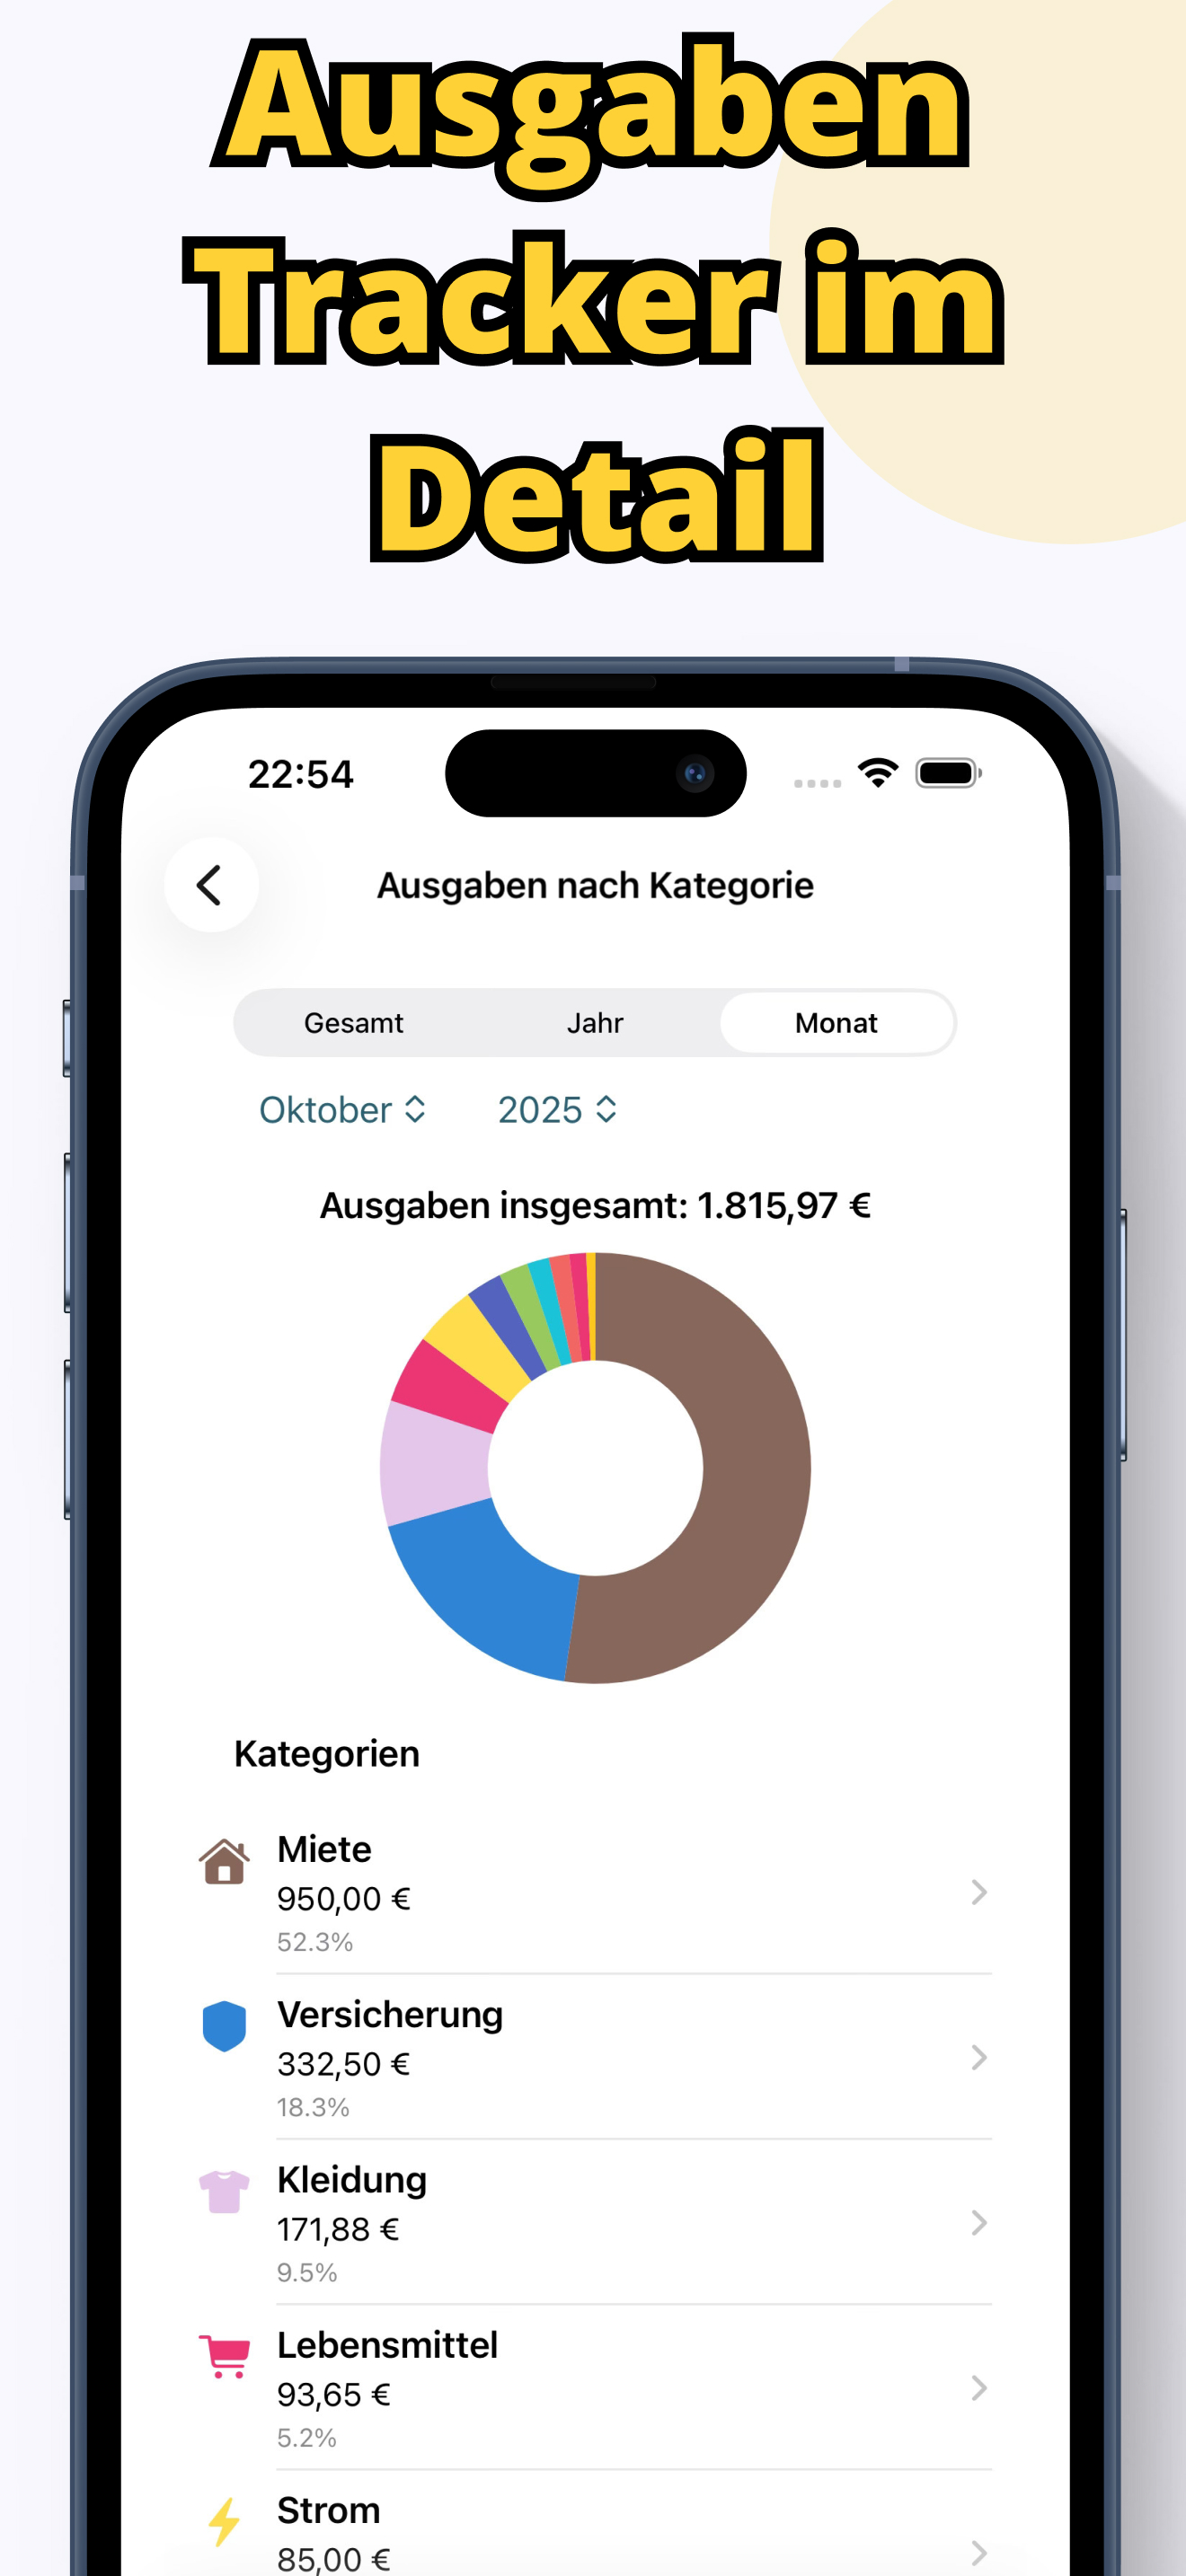 Ausgaben
Tracker im
Detail
22:54
Ausgaben nach Kategorie
Gesamt Jahr Monat
Oktober 2025
Ausgaben insgesamt: 1.815,97 €
Kategorien
Miete
950,00 €
52.3%
Versicherung
332,50 €
18.3%
Kleidung
171,88 €
9.5%
Lebensmittel
93,65 €
5.2%
Strom
85,00 €